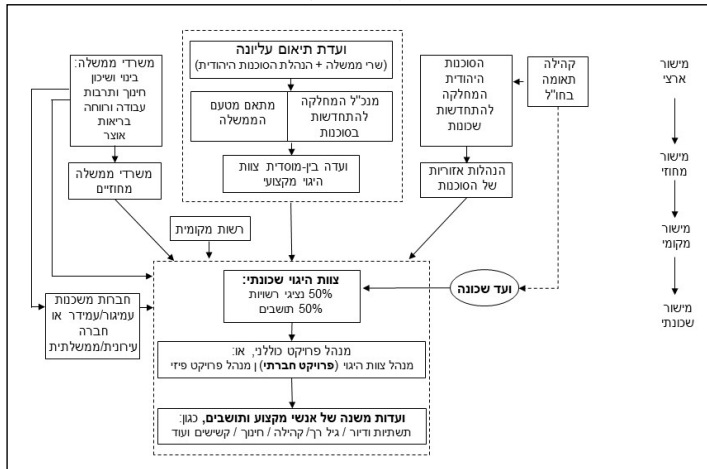 מישור
ארצי
מישור
מחוזי
מישור
מקומי
מישור
שכונתי
קהילה
תאומה
בחו"ל
הסוכנות
היהודית
המחלקה
להתחדשות
שכונות
הנהלות אזוריות
של הסוכנות
ועדת תיאום עליונה
(שרי ממשלה + הנהלת הסוכנות היהודית)
מנכ"ל המחלקה
להתחדשות
בסוכנות
מתאם מטעם
הממשלה
ועדה בין-מוסדית צוות
היגוי מקצועי
משרדי ממשלה:
בינוי ושיכון
חינוך ותרבות
עבודה ורווחה
בריאות
אוצר
משרדי ממשלה
מחוזיים
רשות מקומית
ועד שכונה
צוות היגוי שכונתי:
50% נציגי רשויות
50% תושבים
חברות משכנות
עמיגור/עמידר או
חברה
עירונית/ממשלתית
מנהל פרויקט כוללני, או:
מנהל צוות היגוי (פרויקט חברתי) ן מנהל פרויקט פיזי
ועדות משנה של אנשי מקצוע ותושבים, כגון:
תשתיות ודיור / גיל רך/ קהילה / חינוך / קשישים ועוד